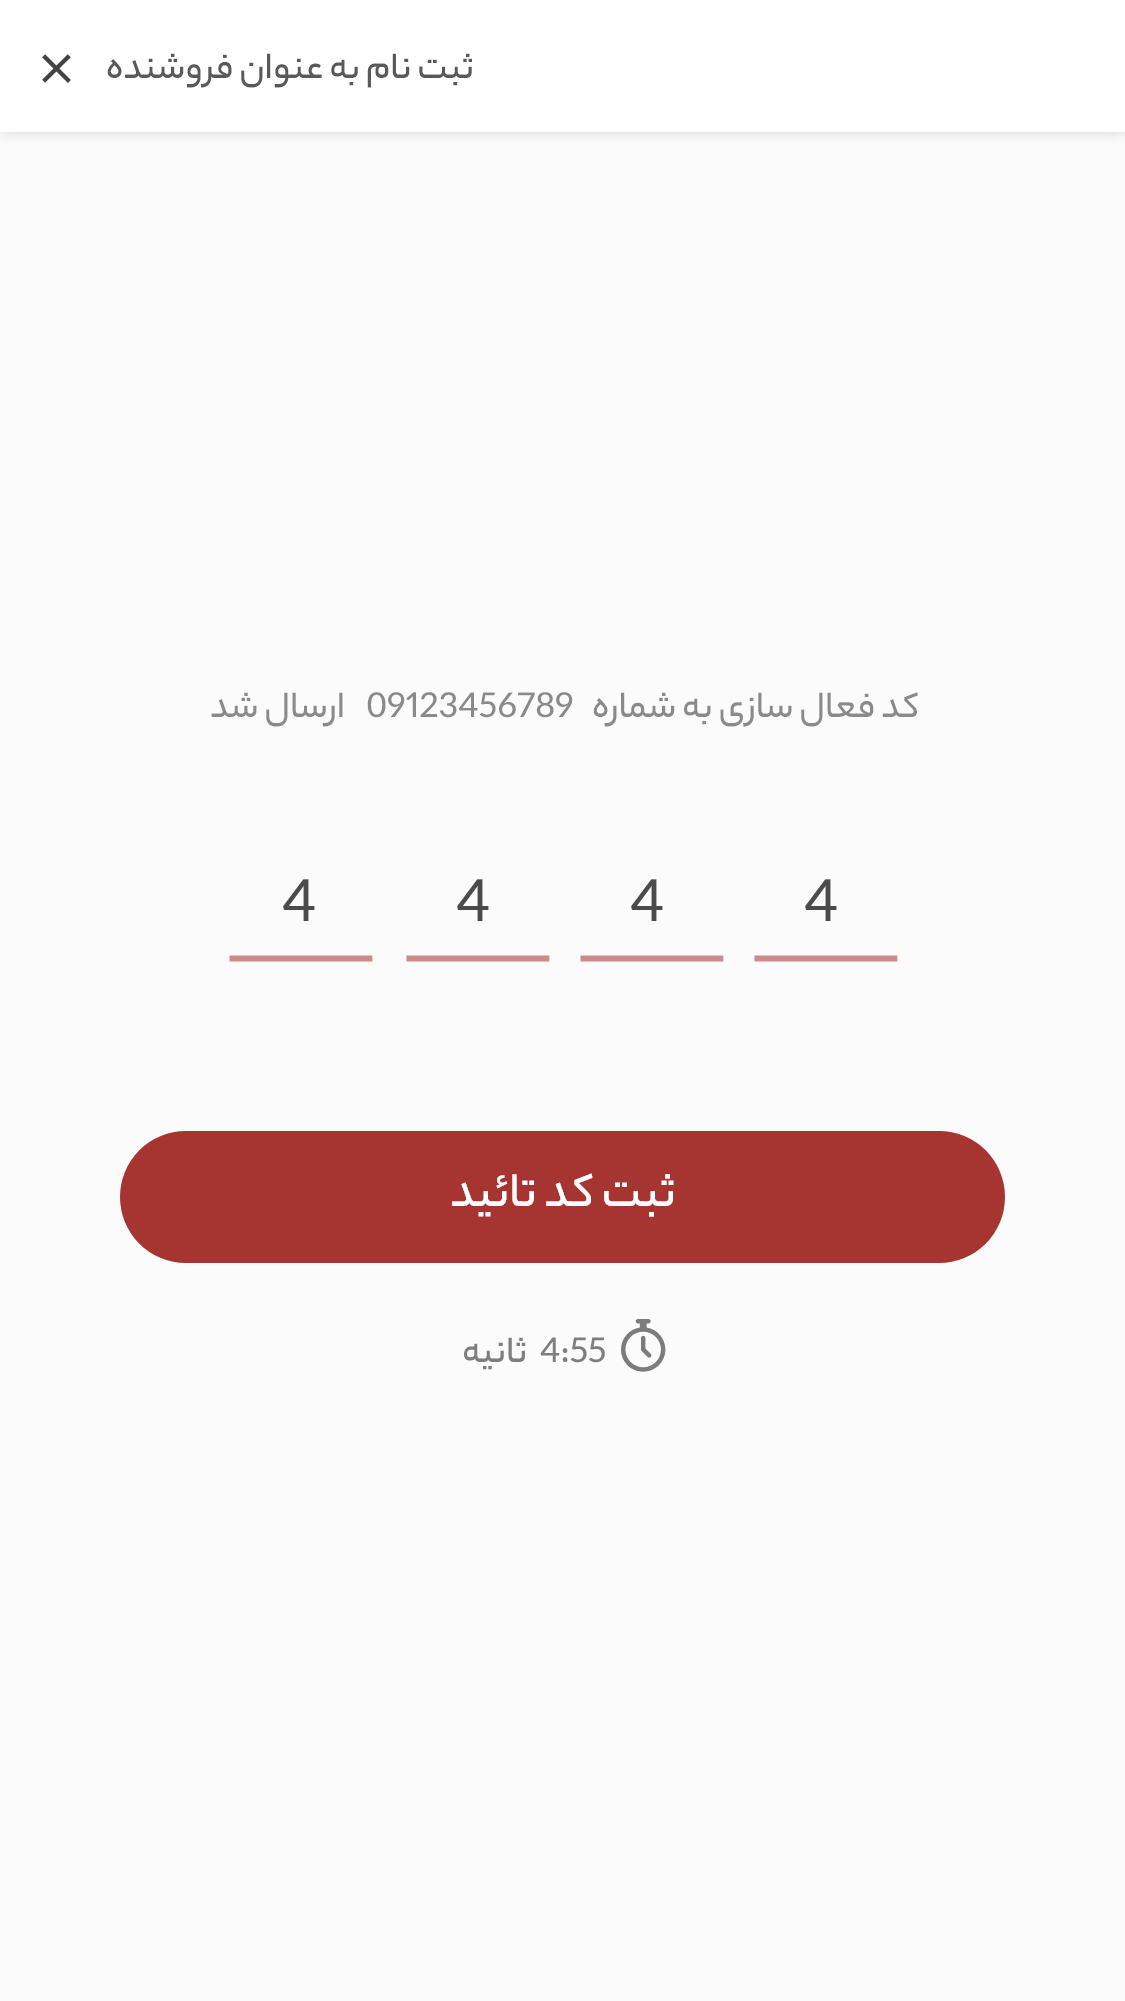 ثبت نام به عنوان فروشنده
کد فعال سازی به شماره 09123456789 ارسال شد
4 4 4 4
ثبت کد تائید
4:55 ثانیه